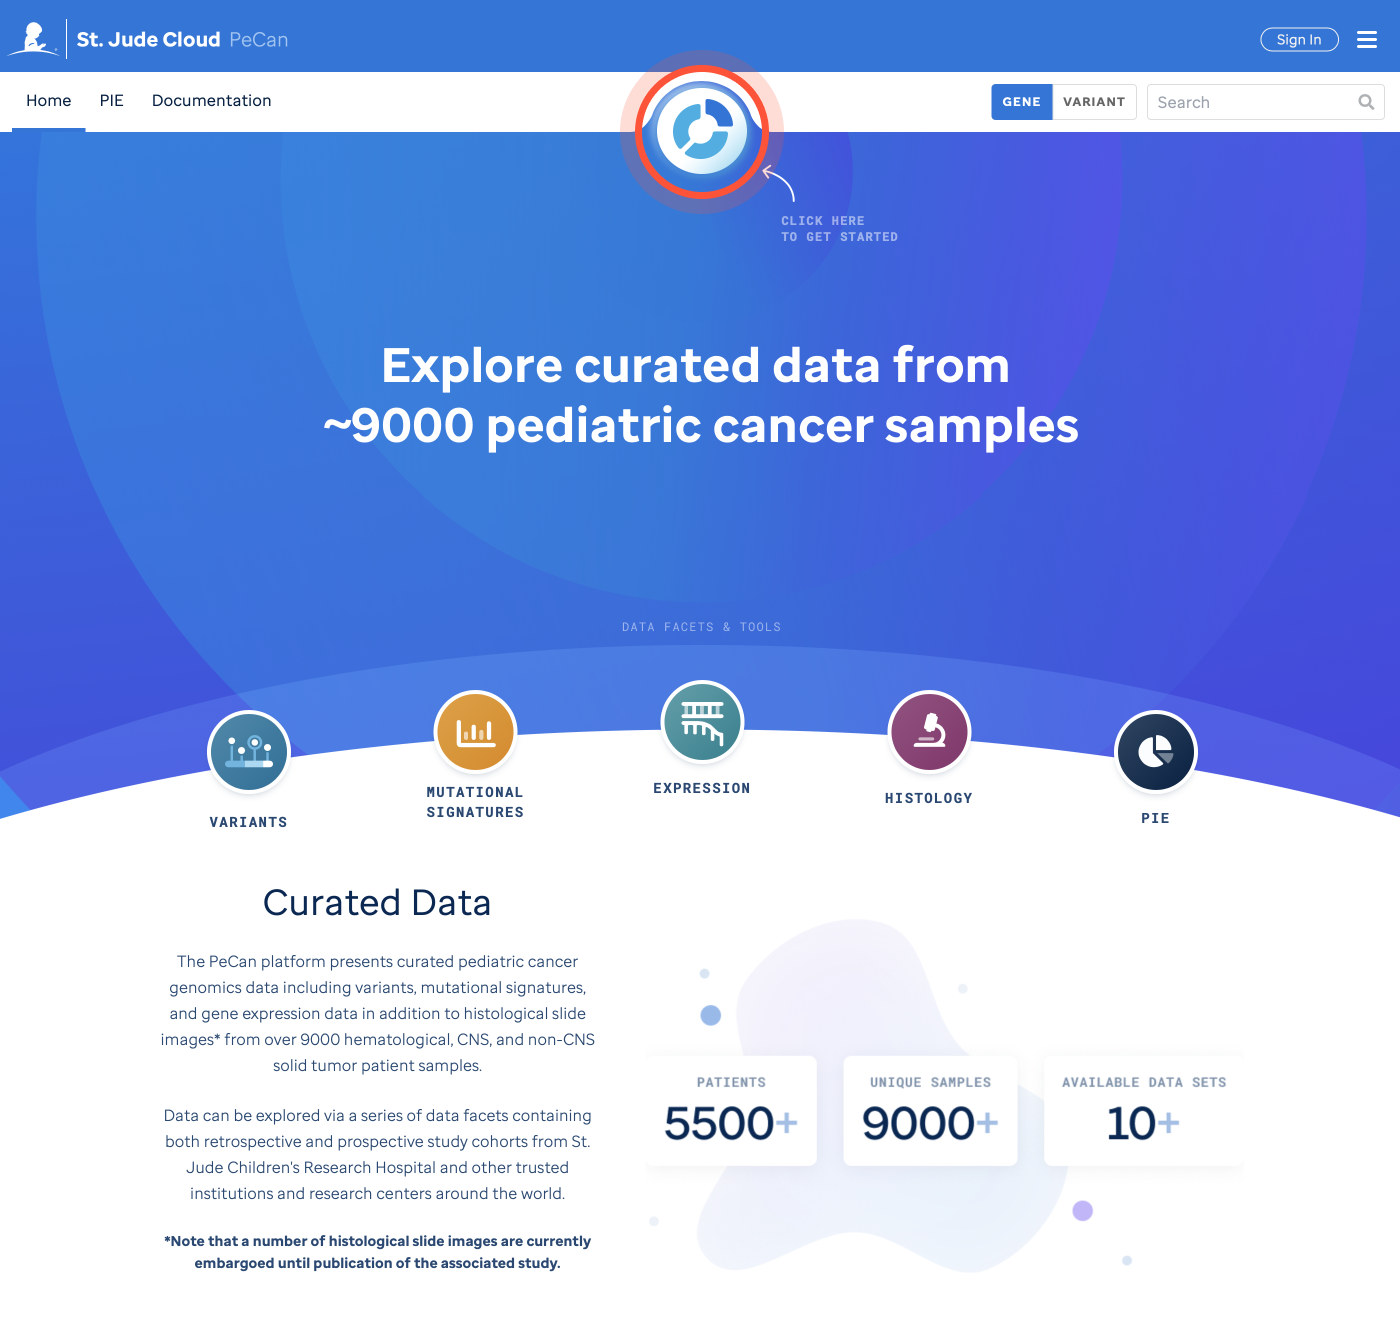 St. Jude Cloud PeCan
Sign In
Home PIE Documentation
GENE VARIANT Search
CLICK HERE
TO GET STARTED
Explore curated data from
~9000 pediatric cancer samples
DATA FACETS & TOOLS
VARIANTS
MUTATIONAL
SIGNATURES
EXPRESSION
HISTOLOGY
PIE
Curated Data
The PeCan platform presents curated pediatric cancer
genomics data including variants, mutational signatures,
and gene expression data in addition to histological slide
images* from over 9000 hematological, CNS, and non-CNS
solid tumor patient samples.
Data can be explored via a series of data facets containing
both retrospective and prospective study cohorts from St.
Jude Children's Research Hospital and other trusted
institutions and research centers around the world.
*Note that a number of histological slide images are currently
embargoed until publication of the associated study.
PATIENTS
5500+
UNIQUE SAMPLES
9000+
AVAILABLE DATA SETS
10+